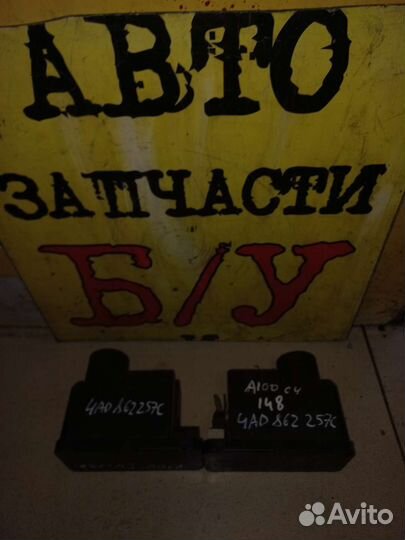 АВТО
ЗАПЧАСТИ
Б/У
4AD 862 257C
A100 C4
148
4AD 862 257C
Avito